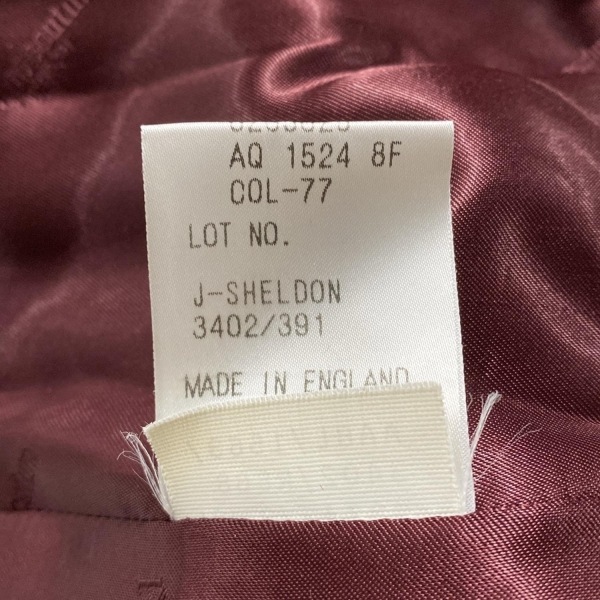 AQ 1524 8F
COL-77
LOT NO.
J-SHELDON
3402/391
MADE IN ENGLAND